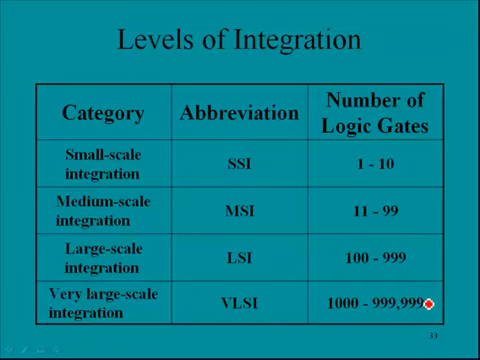 Levels of Integration
Category Abbreviation Number of
Logic Gates
Small-scale
integration SSI 1 - 10
Medium-scale
integration MSI 11 - 99
Large-scale
integration LSI 100 - 999
Very large-scale
integration VLSI 1000 - 999,999
33